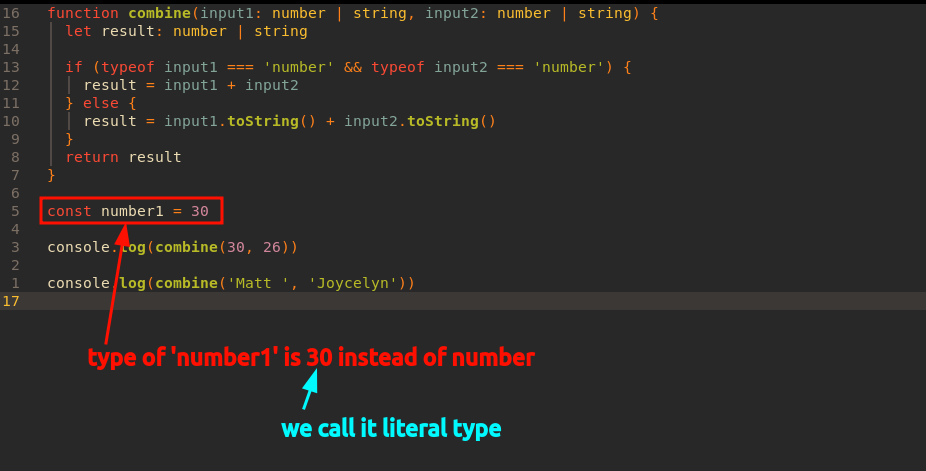 16 function combine(input1: number | string, input2: number | string) {
15 let result: number | string
14
13 if (typeof input1 === 'number' && typeof input2 === 'number') {
12 result = input1 + input2
11 } else {
10 result = input1.toString() + input2.toString()
9 }
8 return result
7 }
6
5 const number1 = 30
4
3 console.log(combine(30, 26))
2
1 console.log(combine('Matt ', 'Joycelyn'))
17
type of 'number1' is 30 instead of number
we call it literal type